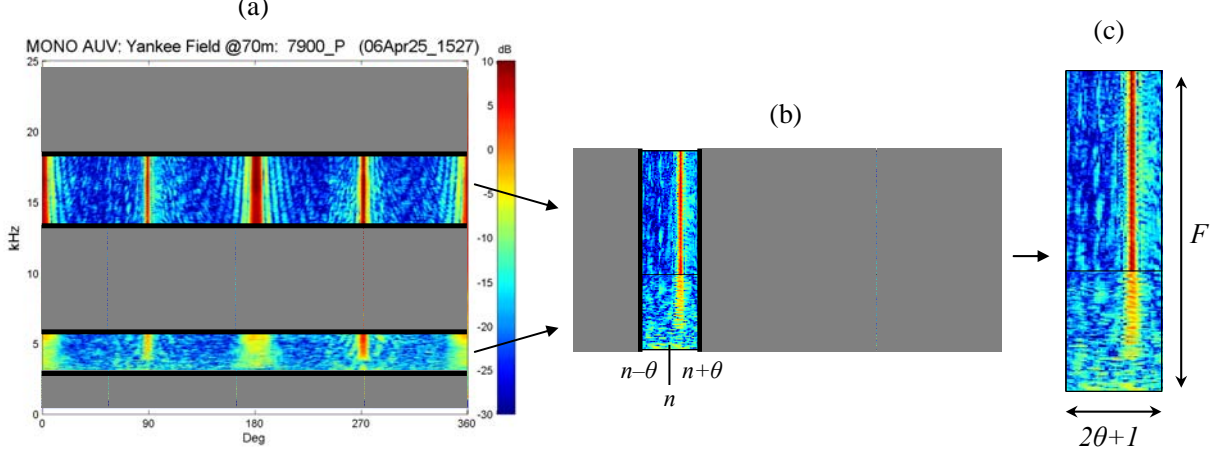 (a)
MONO AUV: Yankee Field @70m: 7900_P (06Apr25_1527)
dB
25
20
15
10
5
0
kHz
0
90
180
270
360
Deg
10
5
0
-5
-10
-15
-20
-25
-30
(b)
n–θ
n+θ
n
(c)
F
2θ+1